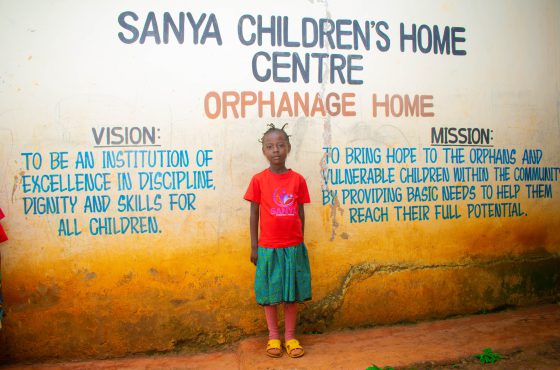 SANYA CHILDREN'S HOME
CENTRE
ORPHANAGE HOME
VISION:
TO BE AN INSTITUTION OF
EXCELLENCE IN DISCIPLINE,
DIGNITY AND SKILLS FOR
ALL CHILDREN.
MISSION:
TO BRING HOPE TO THE ORPHANS AND
VULNERABLE CHILDREN WITHIN THE COMMUNITY
BY PROVIDING BASIC NEEDS TO HELP THEM
REACH THEIR FULL POTENTIAL.
SANYA